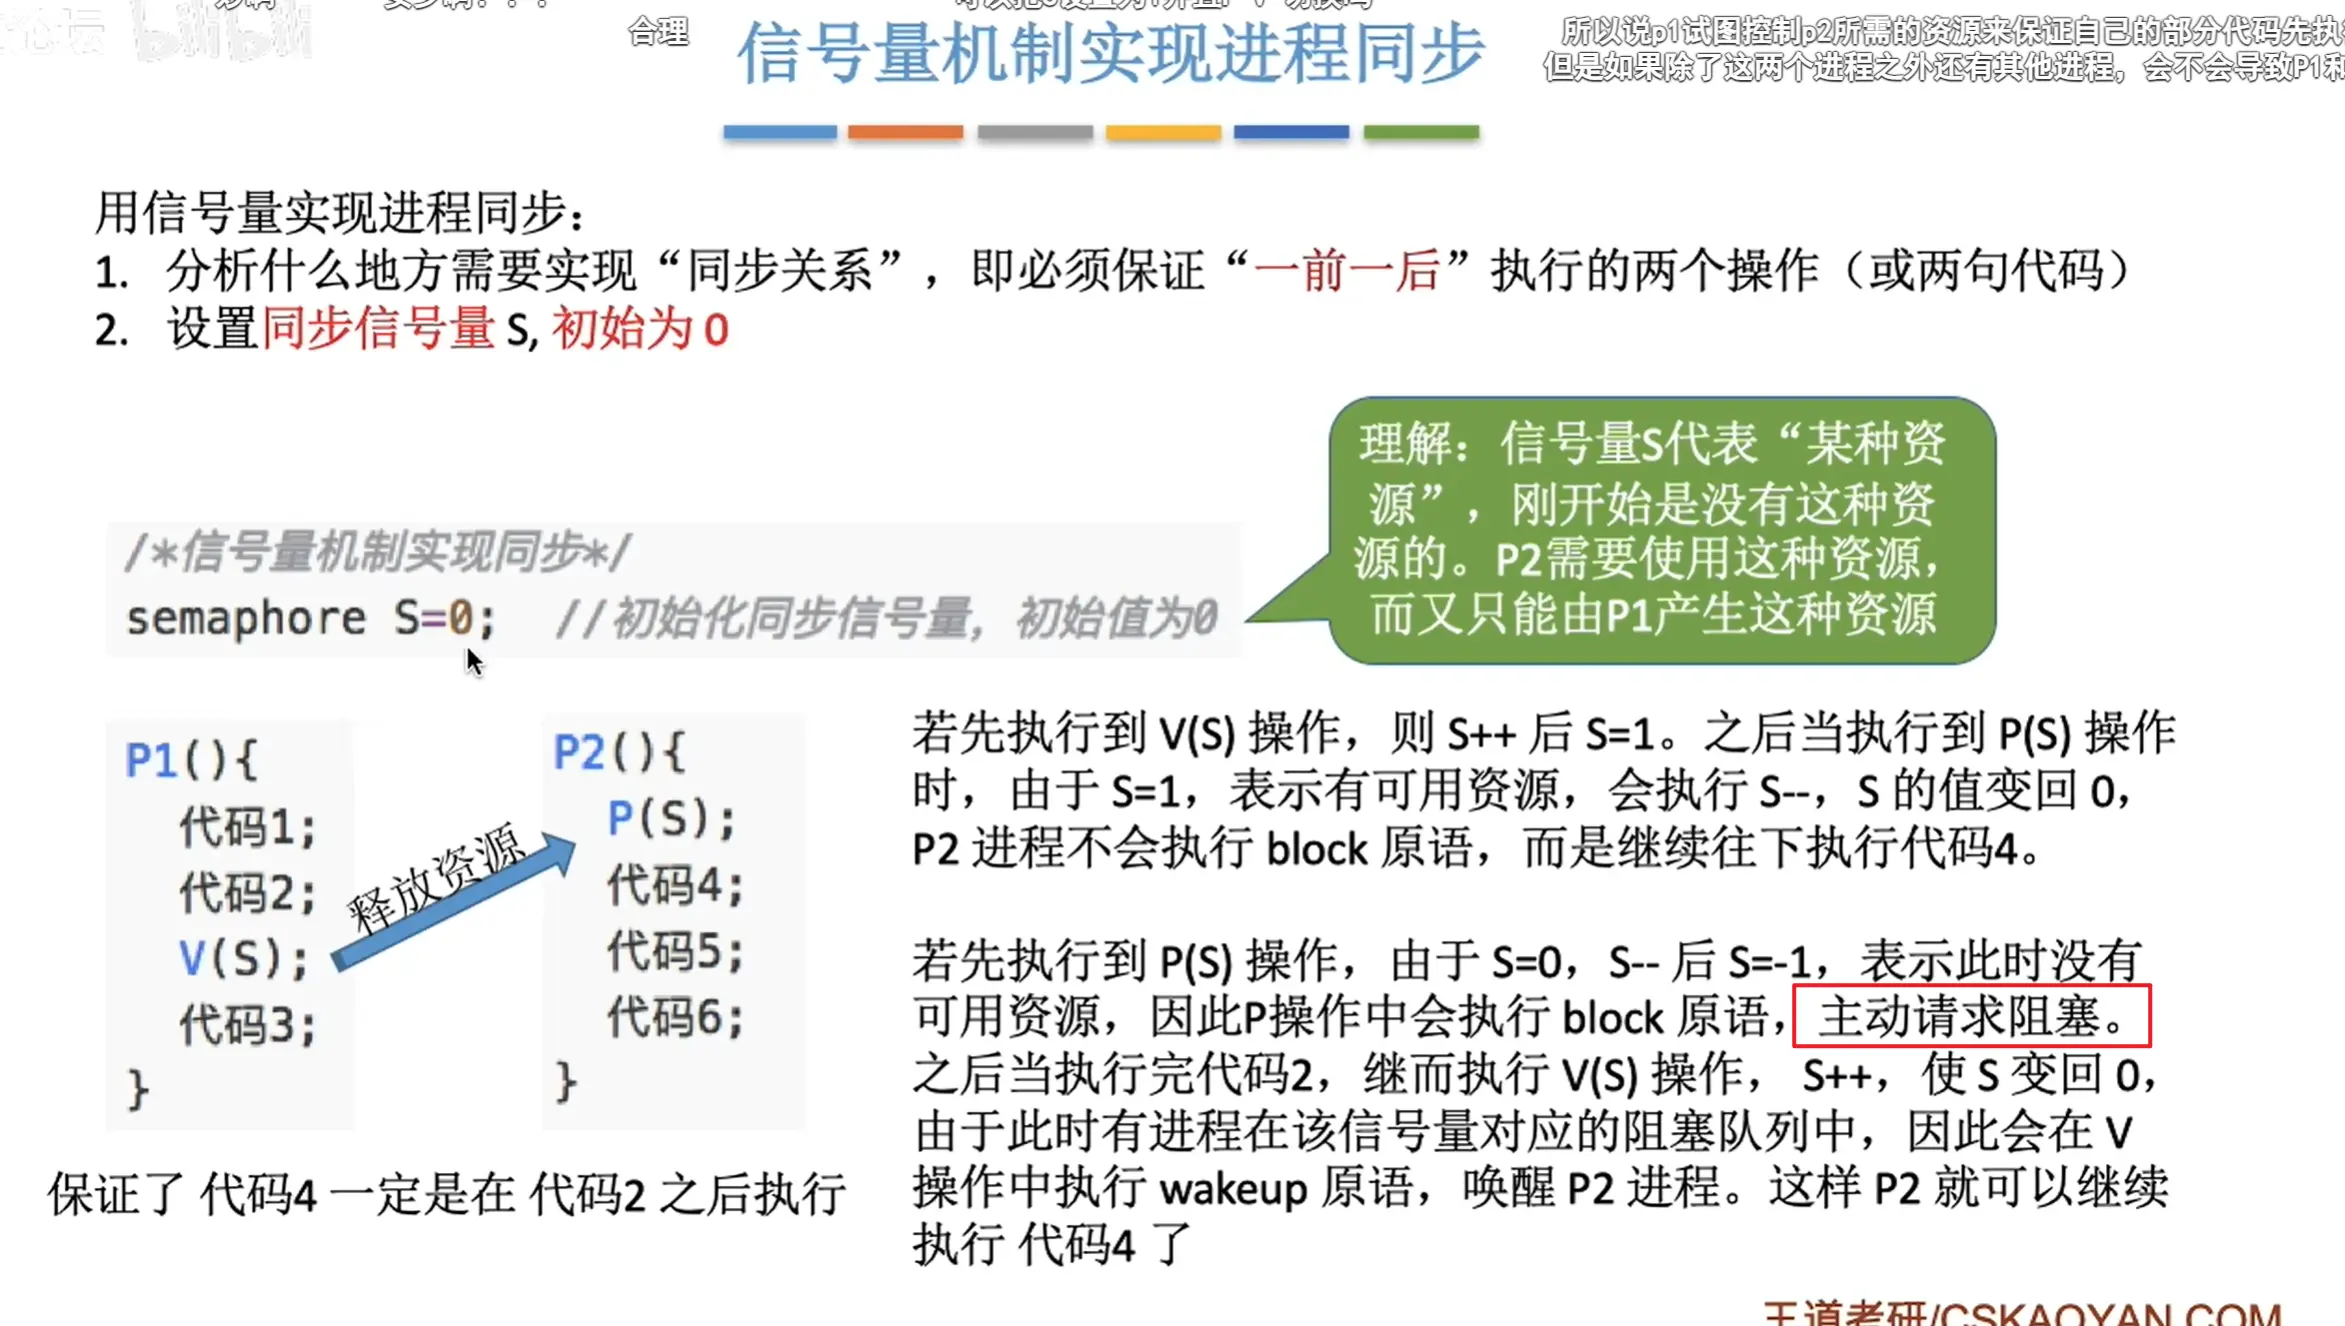 合理
信号量机制实现进程同步
所以说p1试图控制p2所需的资源来保证自己的部分代码先执
但是如果除了这两个进程之外还有其他进程，会不会导致P1和
用信号量实现进程同步：
1. 分析什么地方需要实现“同步关系”，即必须保证“一前一后”执行的两个操作（或两句代码）
2. 设置同步信号量 S, 初始为 0
理解：信号量S代表“某种资
源”，刚开始是没有这种资
源的。P2需要使用这种资源，
而又只能由P1产生这种资源
/*信号量机制实现同步*/
semaphore S=0; //初始化同步信号量，初始值为0
P1(){
代码1;
代码2;
V(S);
代码3;
}
释放资源
P2(){
P(S);
代码4;
代码5;
代码6;
}
保证了 代码4 一定是在 代码2 之后执行
若先执行到 V(S) 操作，则 S++ 后 S=1。之后当执行到 P(S) 操作
时，由于 S=1，表示有可用资源，会执行 S--，S 的值变回 0，
P2 进程不会执行 block 原语，而是继续往下执行代码4。
若先执行到 P(S) 操作，由于 S=0，S-- 后 S=-1，表示此时没有
可用资源，因此P操作中会执行 block 原语，主动请求阻塞。
之后当执行完代码2，继而执行 V(S) 操作， S++，使 S 变回 0，
由于此时有进程在该信号量对应的阻塞队列中，因此会在 V
操作中执行 wakeup 原语，唤醒 P2 进程。这样 P2 就可以继续
执行 代码4 了
王道考研/CSKAOYAN.COM